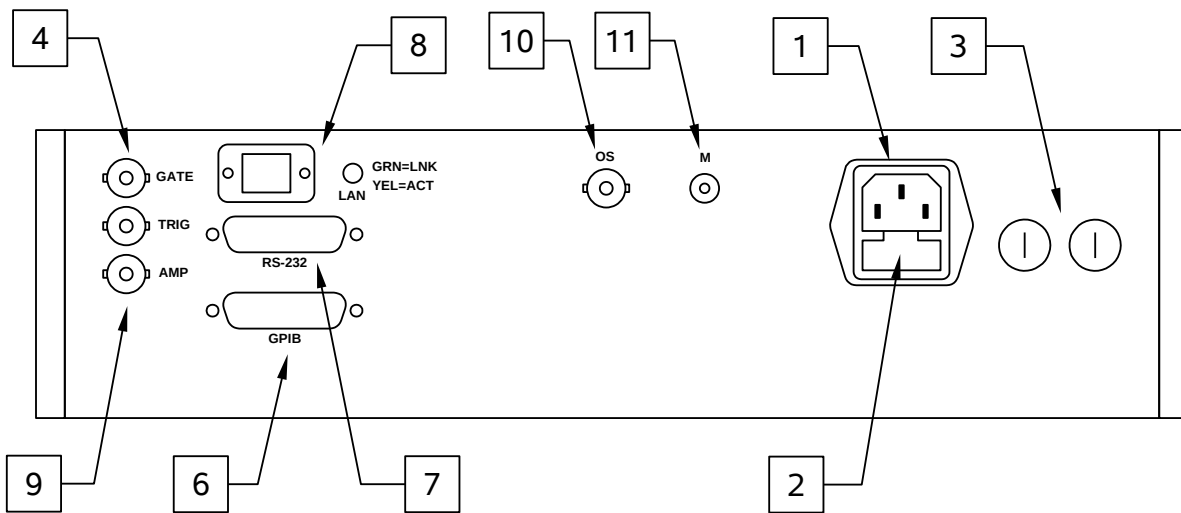 4
8
10
11
1
3
GATE
TRIG
AMP
LAN
GRN=LNK
YEL=ACT
RS-232
GPIB
OS
M
9
6
7
2